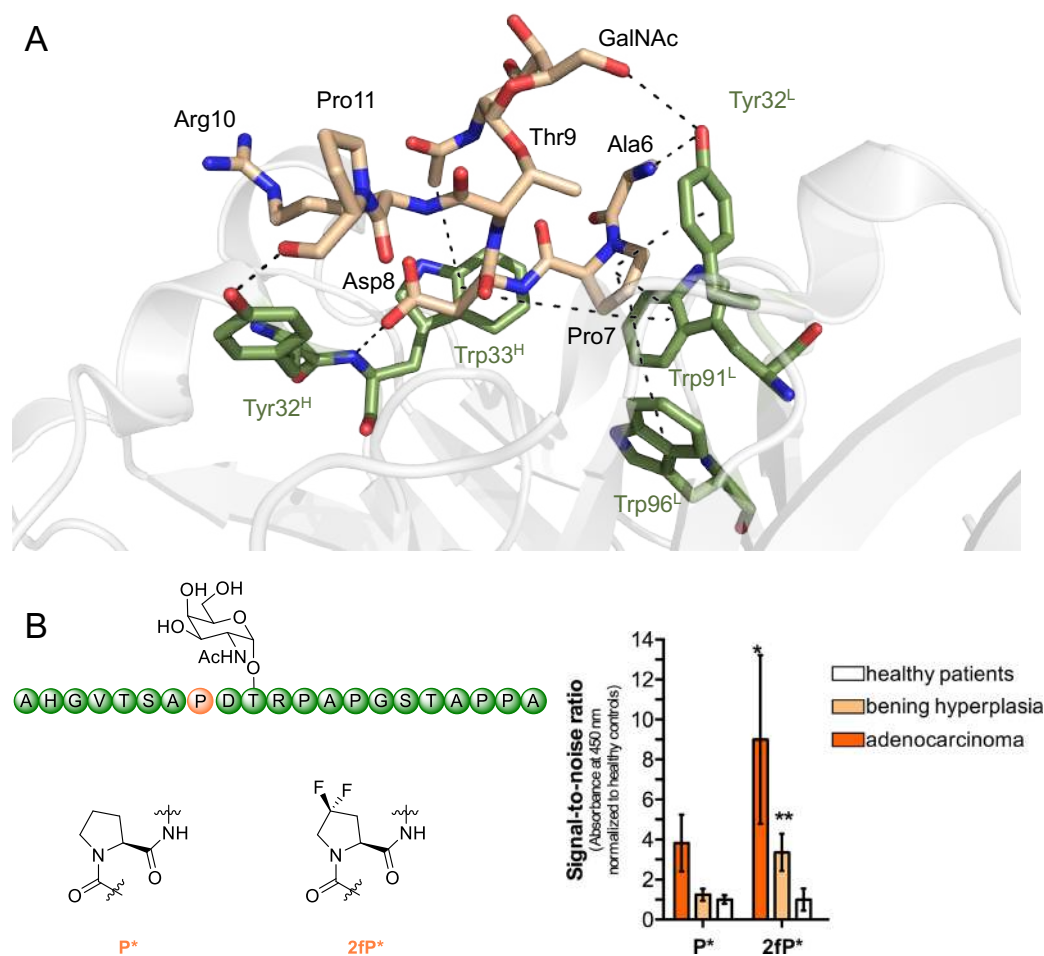 A
GalNAc
Pro11
Tyr32L
Arg10
Thr9
Ala6
Asp8
Pro7
Trp33H
Trp91L
Tyr32H
Trp96L
B
OH OH
O
HO
AcHN
O
A H G V T S A P D T R P A P G S T A P P A
F F
N NH
O O
P*
N NH
O O
2fP*
Signal-to-noise ratio
(Absorbance at 450 nm
normalized to healthy controls)
14
12
10
8
6
4
2
0
*
**
P* 2fP*
healthy patients
bening hyperplasia
adenocarcinoma